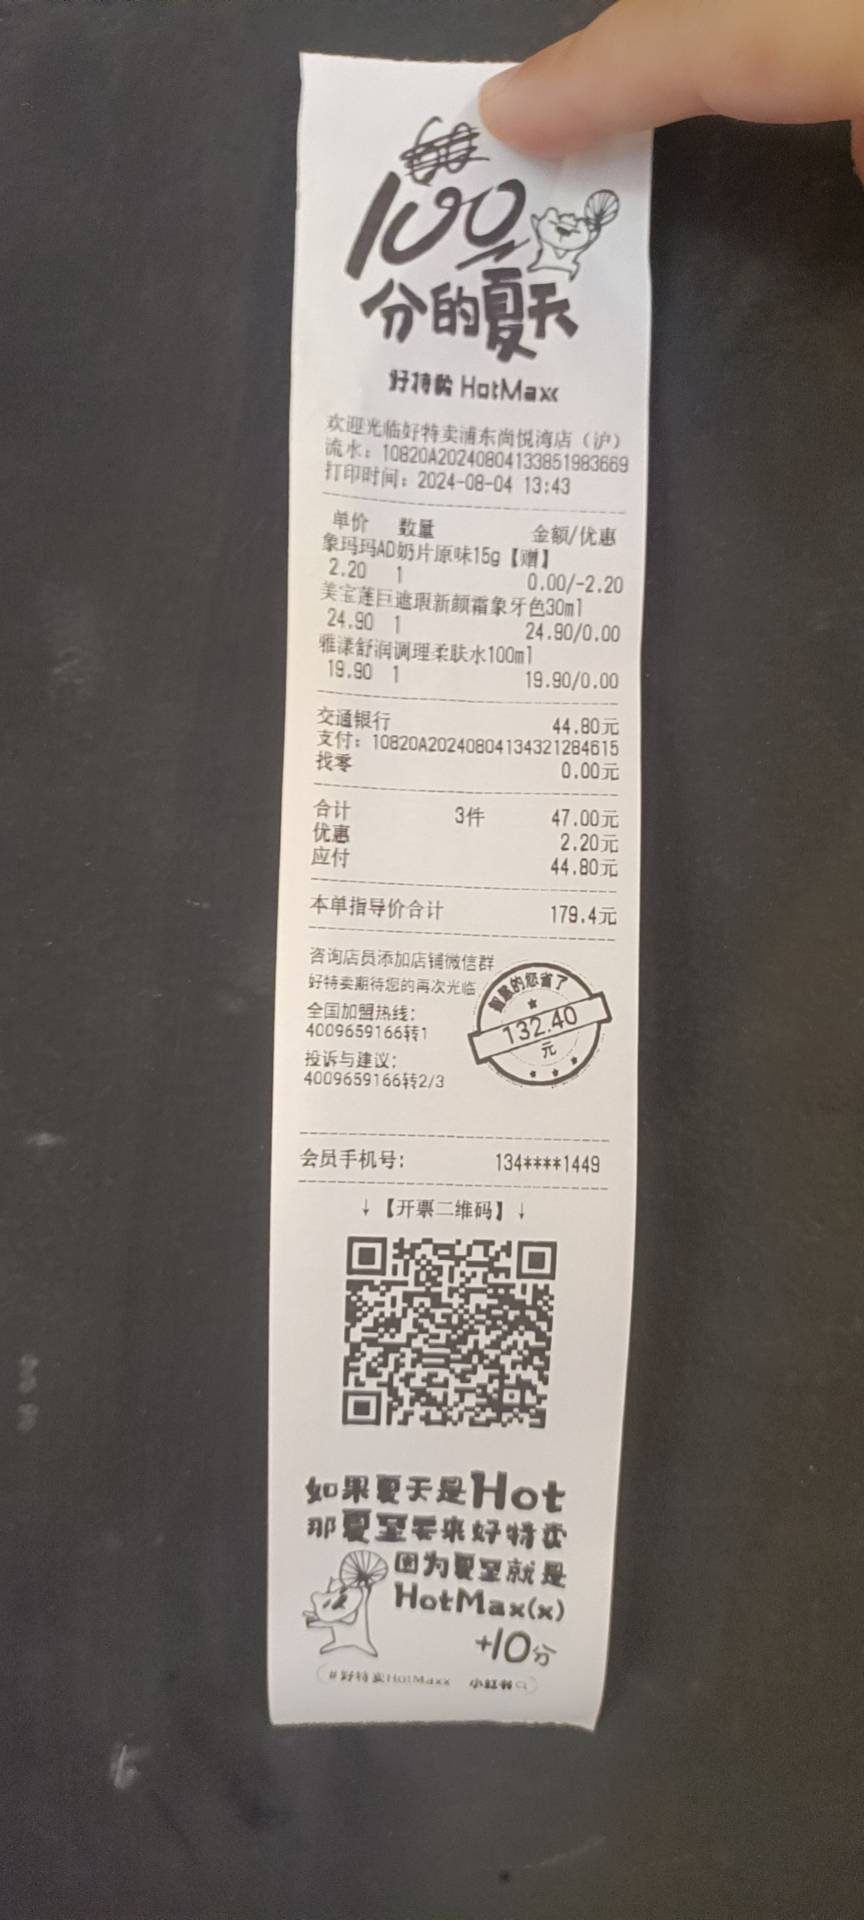 100
分的夏天
好特卖 HotMaxx
欢迎光临好特卖浦东尚悦湾店（沪）
流水：10820A20240804133851983669
打印时间：2024-08-04 13:43
单价 数量 金额/优惠
象玛玛AD奶片原味15g【赠】
2.20 1 0.00/-2.20
美宝莲巨遮瑕新颜霜象牙色30ml
24.90 1 24.90/0.00
雅漾舒润调理柔肤水100ml
19.90 1 19.90/0.00
交通银行 44.80元
支付：10820A20240804134321284615
找零 0.00元
合计 3件 47.00元
优惠 2.20元
应付 44.80元
本单指导价合计 179.4元
咨询店员添加店铺微信群
好特卖期待您的再次光临
全国加盟热线：
4009659166转1
投诉与建议：
4009659166转2/3
的您省了
132.40
元
会员手机号： 134****1449
↓【开票二维码】↓
如果夏天是Hot
那夏至要来好特卖
因为夏至就是
HotMax(x)
+10分
#好特卖HotMaxx 小红书